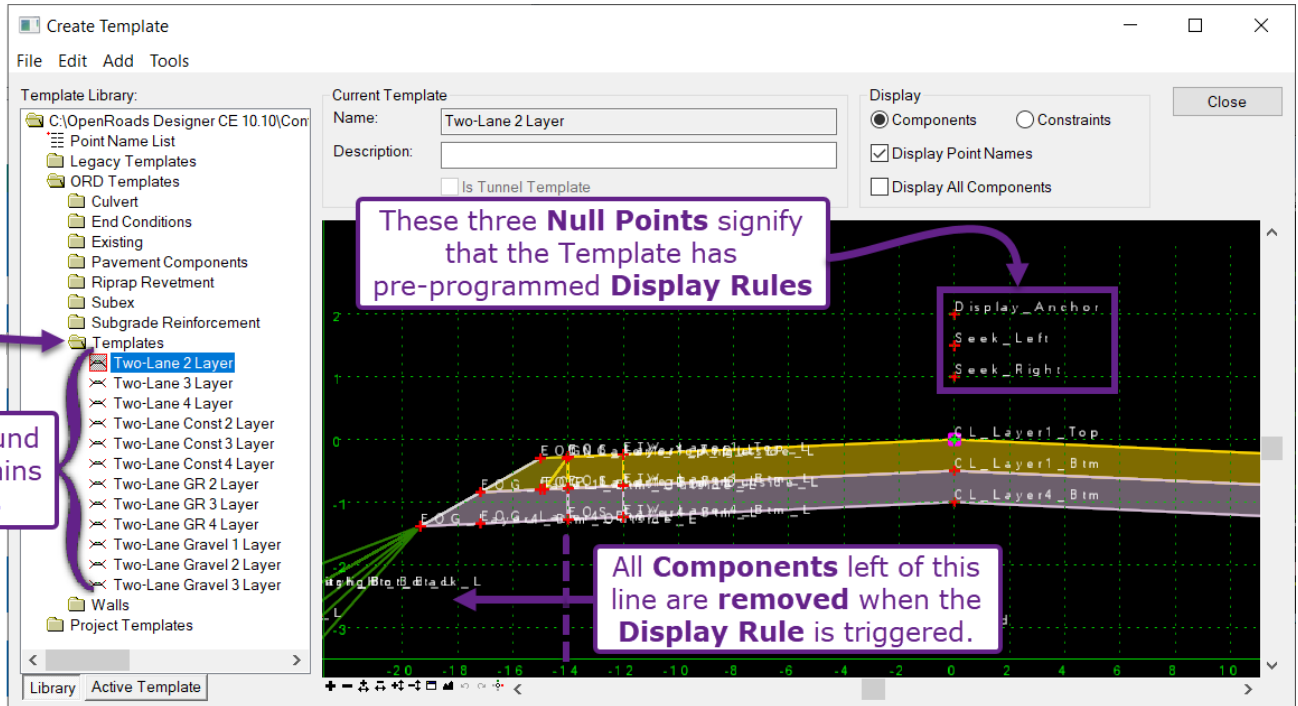 Create Template
File Edit Add Tools
Template Library:
C:\OpenRoads Designer CE 10.10\Con
Point Name List
Legacy Templates
ORD Templates
Culvert
End Conditions
Existing
Pavement Components
Riprap Revetment
Subex
Subgrade Reinforcement
Templates
Two-Lane 2 Layer
Two-Lane 3 Layer
Two-Lane 4 Layer
Two-Lane Const 2 Layer
Two-Lane Const 3 Layer
Two-Lane Const 4 Layer
Two-Lane GR 2 Layer
Two-Lane GR 3 Layer
Two-Lane GR 4 Layer
Two-Lane Gravel 1 Layer
Two-Lane Gravel 2 Layer
Two-Lane Gravel 3 Layer
Walls
Project Templates
Library Active Template
Current Template
Name: Two-Lane 2 Layer
Description:
Is Tunnel Template
Display
Components Constraints
Display Point Names
Display All Components
Close
These three Null Points signify
that the Template has
pre-programmed Display Rules
Display_Anchor
Seek_Left
Seek_Right
CL_Layer1_Top
CL_Layer1_Btm
CL_Layer4_Btm
All Components left of this
line are removed when the
Display Rule is triggered.
2
1
0
-1
-2
-3
-20 -18 -16 -14 -12 -10 -8 -6 -4 -2 0 2 4 6 8 10